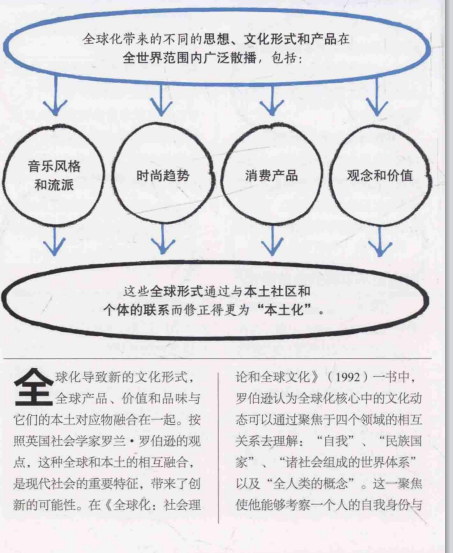 全球化带来的不同的思想、文化形式和产品在
全世界范围内广泛散播，包括：
音乐风格
和流派
时尚趋势
消费产品
观念和价值
这些全球形式通过与本土社区和
个体的联系而修正得更为“本土化”。
全球化导致新的文化形式，
全球产品、价值和品味与
它们的本土对应物融合在一起。按
照英国社会学家罗兰·罗伯逊的观
点，这种全球和本土的相互融合，
是现代社会的重要特征，带来了创
新的可能性。在《全球化：社会理
论和全球文化》（1992）一书中，
罗伯逊认为全球化核心中的文化动
态可以通过聚焦于四个领域的相互
关系去理解：“自我”、“民族国
家”、“诸社会组成的世界体系”
以及“全人类的概念”。这一聚焦
使他能够考察一个人的自我身份与